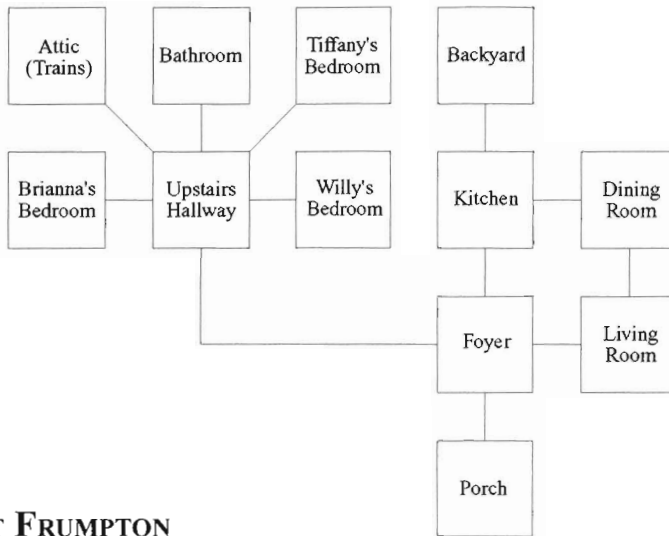 Attic
(Trains)
Bathroom
Tiffany's
Bedroom
Backyard
Brianna's
Bedroom
Upstairs
Hallway
Willy's
Bedroom
Kitchen
Dining
Room
Foyer
Living
Room
Porch
FRUMPTON